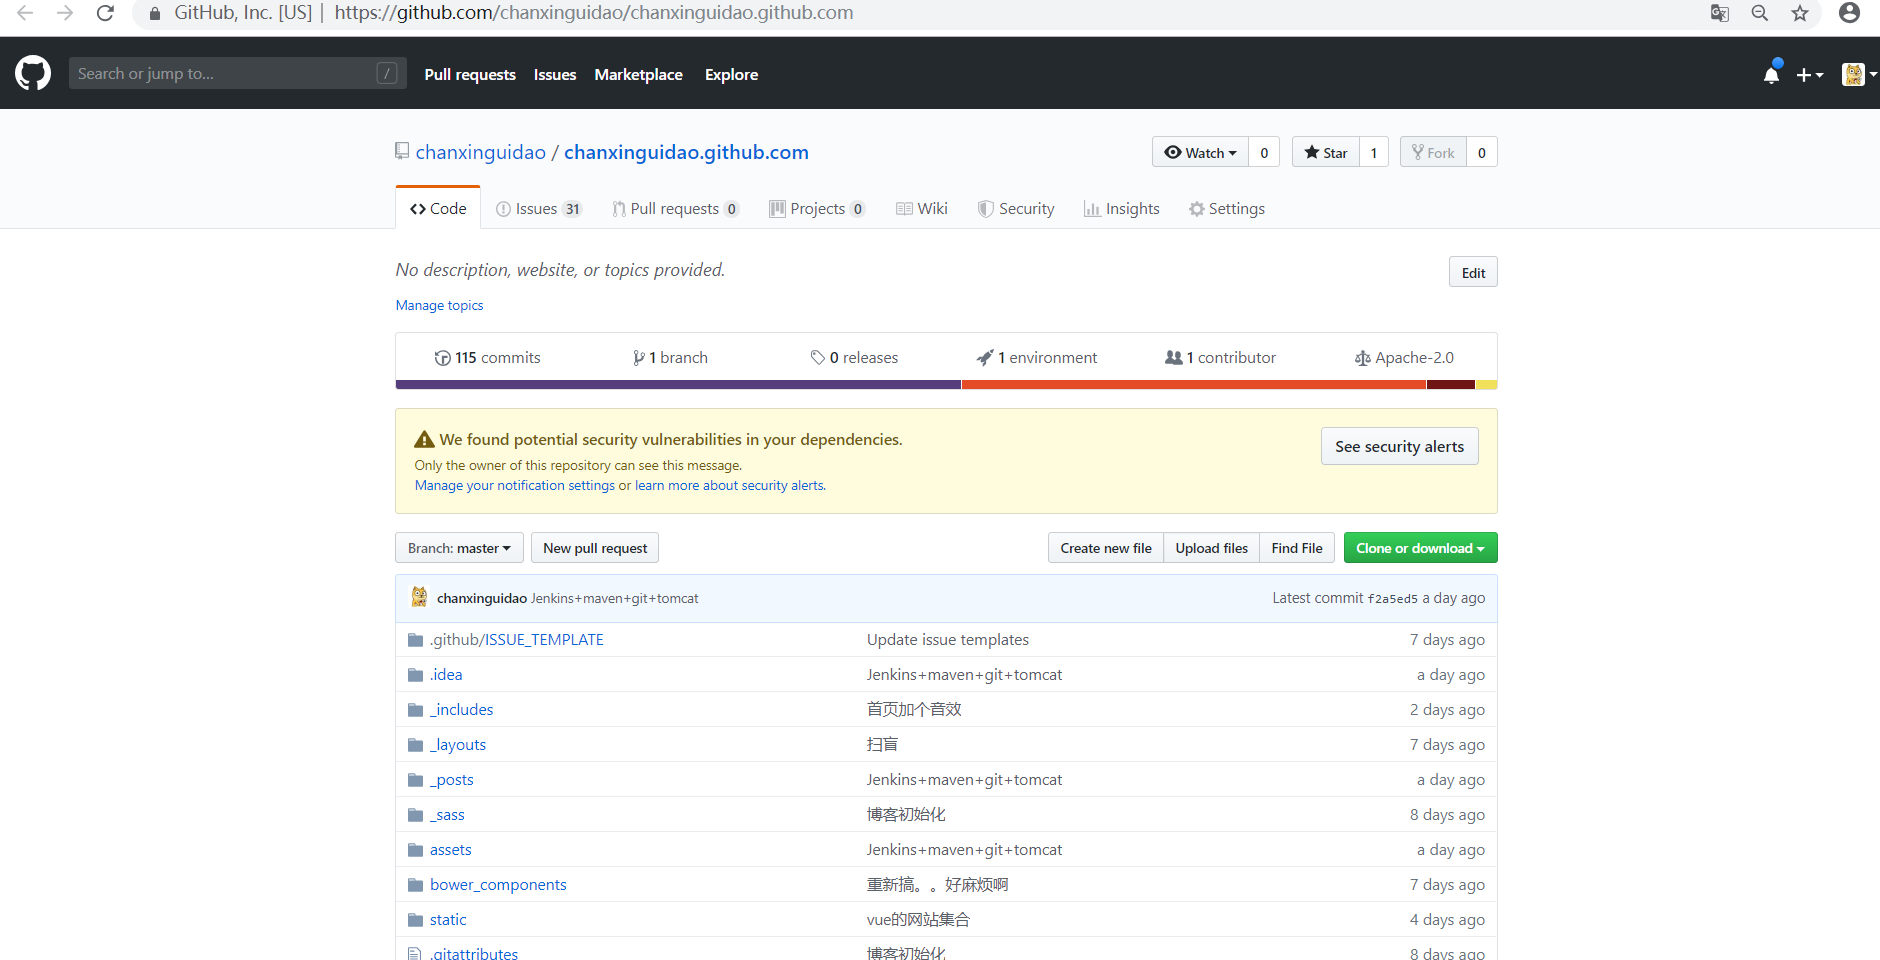 GitHub, Inc. [US] | https://github.com/chanxinguidao/chanxinguidao.github.com
Search or jump to... / Pull requests Issues Marketplace Explore
chanxinguidao / chanxinguidao.github.com Watch 0 Star 1 Fork 0
Code Issues 31 Pull requests 0 Projects 0 Wiki Security Insights Settings
No description, website, or topics provided. Edit
Manage topics
115 commits 1 branch 0 releases 1 environment 1 contributor Apache-2.0
We found potential security vulnerabilities in your dependencies. See security alerts
Only the owner of this repository can see this message.
Manage your notification settings or learn more about security alerts.
Branch: master New pull request Create new file Upload files Find File Clone or download
chanxinguidao Jenkins+maven+git+tomcat Latest commit f2a5ed5 a day ago
.github/ISSUE_TEMPLATE Update issue templates 7 days ago
.idea Jenkins+maven+git+tomcat a day ago
_includes 首页加个音效 2 days ago
_layouts 扫盲 7 days ago
_posts Jenkins+maven+git+tomcat a day ago
_sass 博客初始化 8 days ago
assets Jenkins+maven+git+tomcat a day ago
bower_components 重新搞。。好麻烦啊 7 days ago
static vue的网站集合 4 days ago
.gitattributes 博客初始化 8 days ago